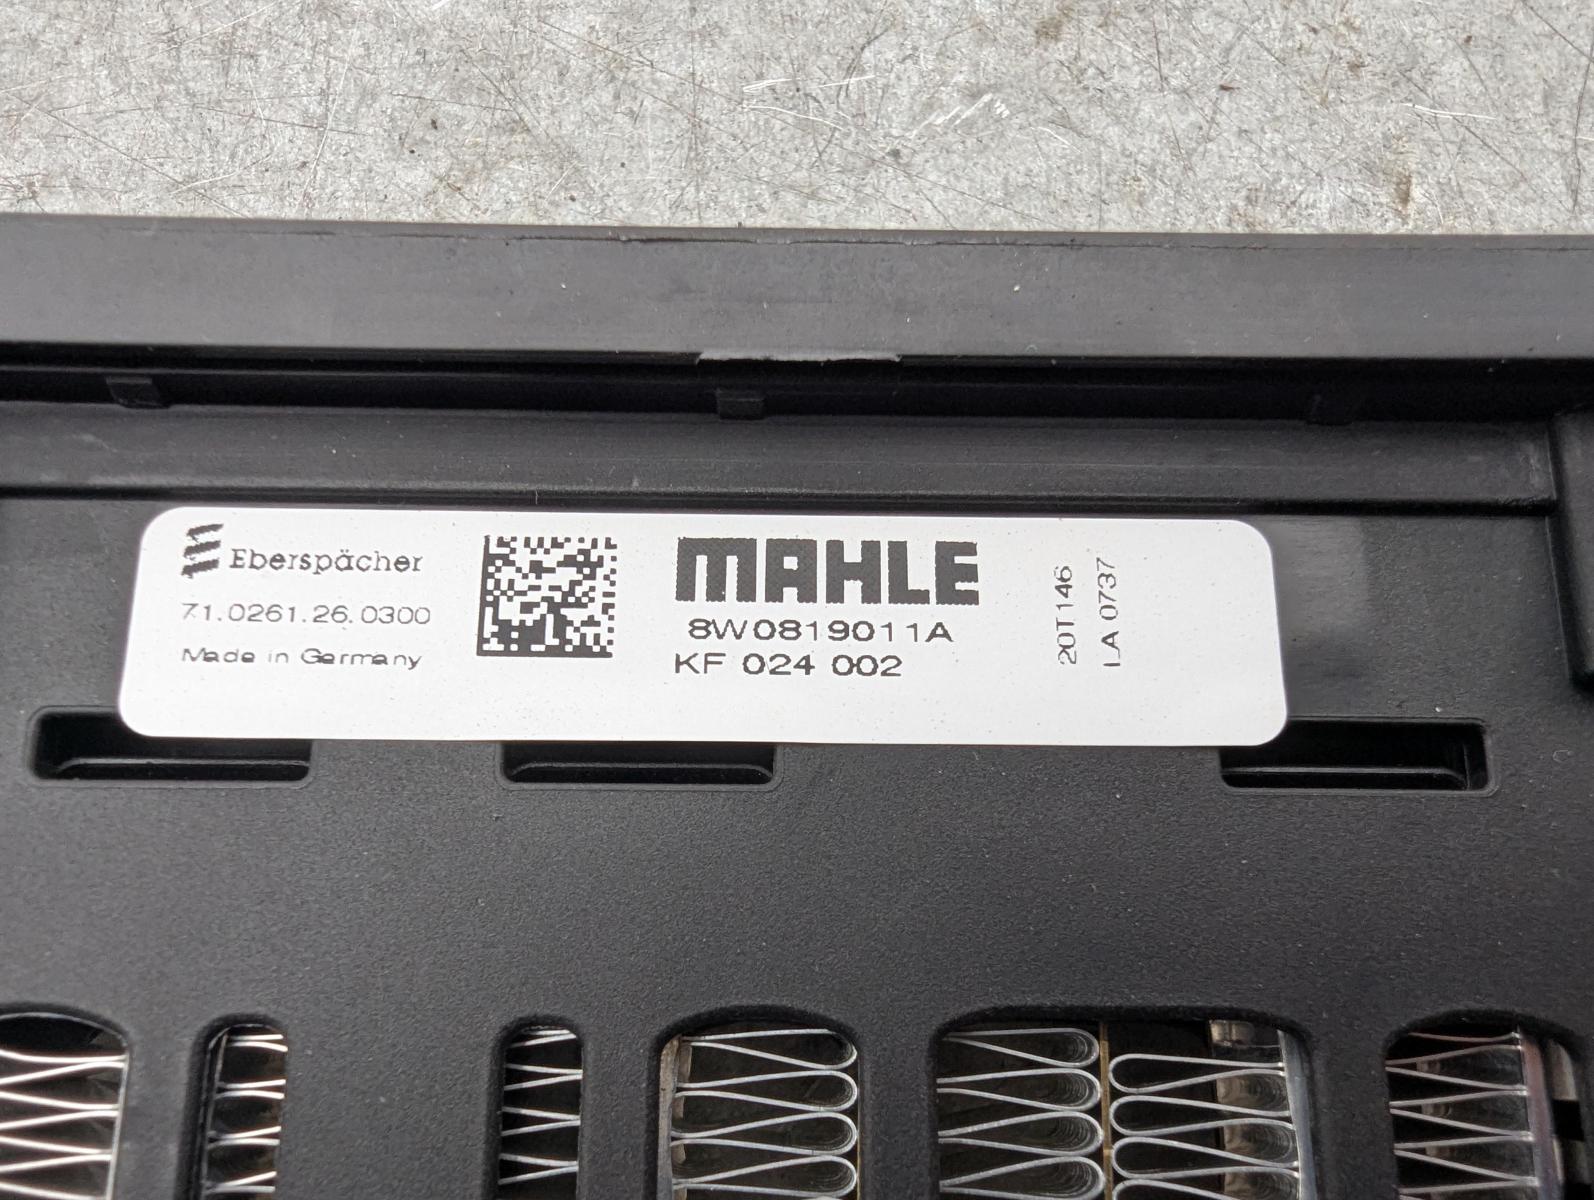 Eberspächer
71.0261.26.0300
Made in Germany
MAHLE
8W0819011A
KF 024 002
20T146
LA 0737